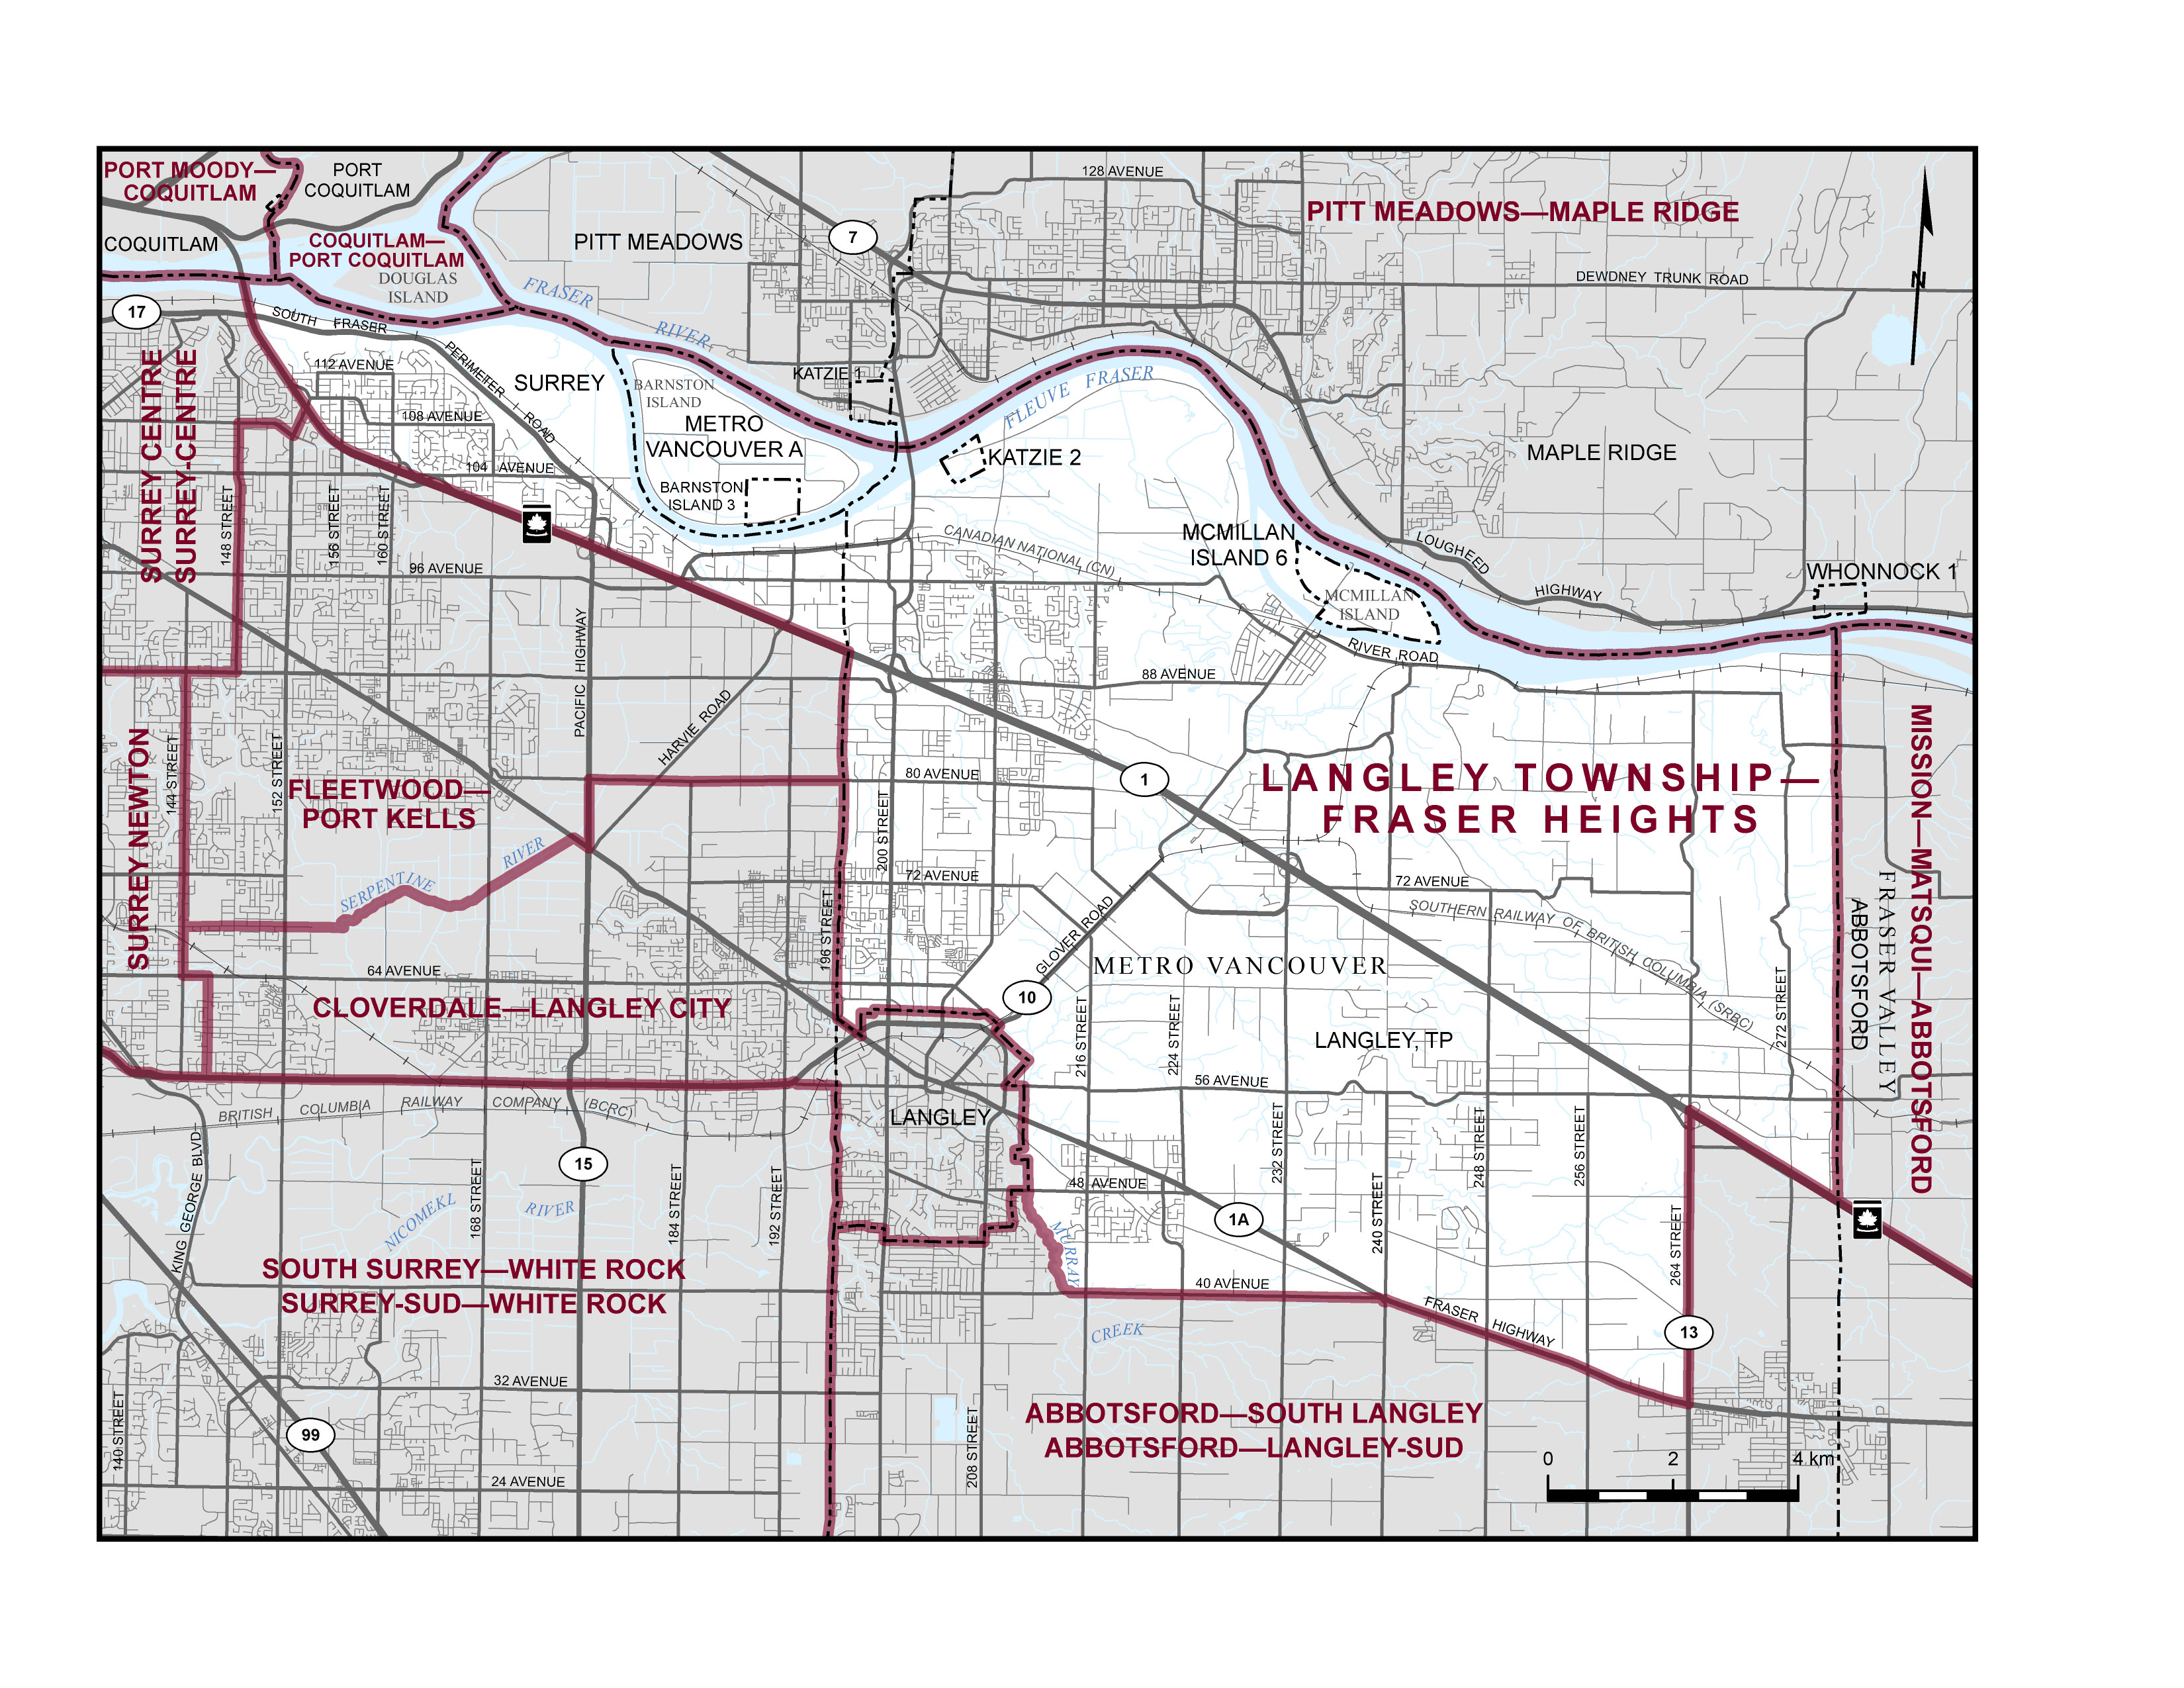 PORT MOODY—
COQUITLAM
PORT
COQUITLAM
128 AVENUE
PITT MEADOWS—MAPLE RIDGE
COQUITLAM
COQUITLAM—
PORT COQUITLAM
DOUGLAS
ISLAND
PITT MEADOWS
7
N
DEWDNEY TRUNK ROAD
FRASER
RIVER
17
SOUTH FRASER
PERIMETER ROAD
112 AVENUE
SURREY
BARNSTON
ISLAND
KATZIE 1
FLEUVE FRASER
108 AVENUE
METRO
VANCOUVER A
KATZIE 2
MAPLE RIDGE
104 AVENUE
BARNSTON
ISLAND 3
SURREY CENTRE
SURREY-CENTRE
148 STREET
156 STREET
160 STREET
96 AVENUE
CANADIAN NATIONAL (CN)
MCMILLAN
ISLAND 6
MCMILLAN
ISLAND
LOUGHEED
HIGHWAY
WHONNOCK 1
RIVER ROAD
PACIFIC HIGHWAY
HARVIE ROAD
88 AVENUE
SURREY NEWTON
144 STREET
152 STREET
FLEETWOOD—
PORT KELLS
80 AVENUE
1
LANGLEY TOWNSHIP—
FRASER HEIGHTS
MISSION—MATSQUI—ABBOTSFORD
FRASER VALLEY
ABBOTSFORD
SERPENTINE
RIVER
200 STREET
72 AVENUE
72 AVENUE
196 STREET
GLOVER ROAD
SOUTHERN RAILWAY OF BRITISH COLUMBIA (SRBC)
METRO VANCOUVER
64 AVENUE
10
CLOVERDALE—LANGLEY CITY
216 STREET
224 STREET
272 STREET
LANGLEY, TP
56 AVENUE
BRITISH COLUMBIA RAILWAY COMPANY (BCRC)
LANGLEY
KING GEORGE BLVD
15
168 STREET
184 STREET
192 STREET
232 STREET
240 STREET
248 STREET
256 STREET
264 STREET
48 AVENUE
1A
NICOMEKL
RIVER
MURRAY
CREEK
SOUTH SURREY—WHITE ROCK
SURREY-SUD—WHITE ROCK
40 AVENUE
FRASER HIGHWAY
13
32 AVENUE
140 STREET
99
208 STREET
ABBOTSFORD—SOUTH LANGLEY
ABBOTSFORD—LANGLEY-SUD
24 AVENUE
0 2 4 km